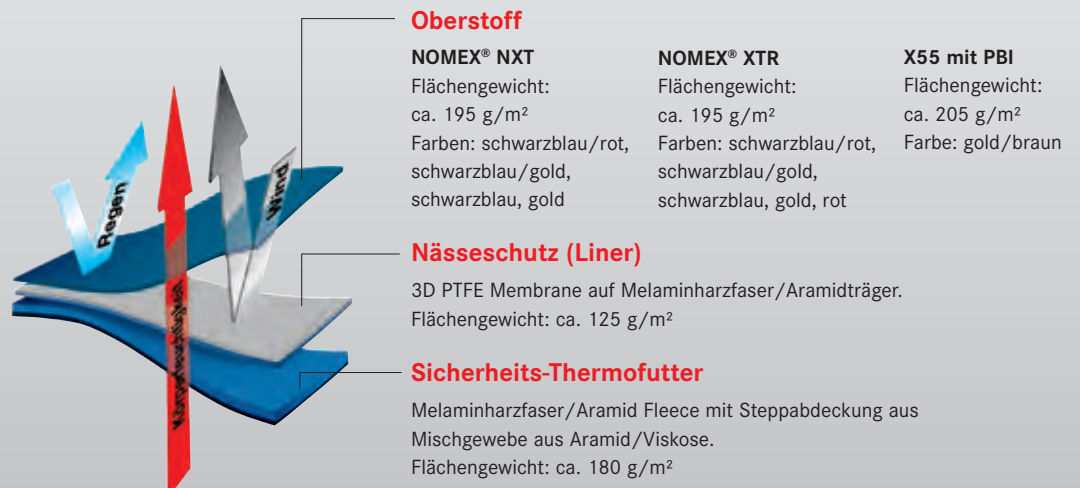 Oberstoff
NOMEX® NXT
Flächengewicht:
ca. 195 g/m²
Farben: schwarzblau/rot,
schwarzblau/gold,
schwarzblau, gold
NOMEX® XTR
Flächengewicht:
ca. 195 g/m²
Farben: schwarzblau/rot,
schwarzblau/gold,
schwarzblau, gold, rot
X55 mit PBI
Flächengewicht:
ca. 205 g/m²
Farbe: gold/braun
Regen
Wind
Körperfeuchtigkeit
Nässeschutz (Liner)
3D PTFE Membrane auf Melaminharzfaser/Aramidträger.
Flächengewicht: ca. 125 g/m²
Sicherheits-Thermofutter
Melaminharzfaser/Aramid Fleece mit Steppabdeckung aus
Mischgewebe aus Aramid/Viskose.
Flächengewicht: ca. 180 g/m²